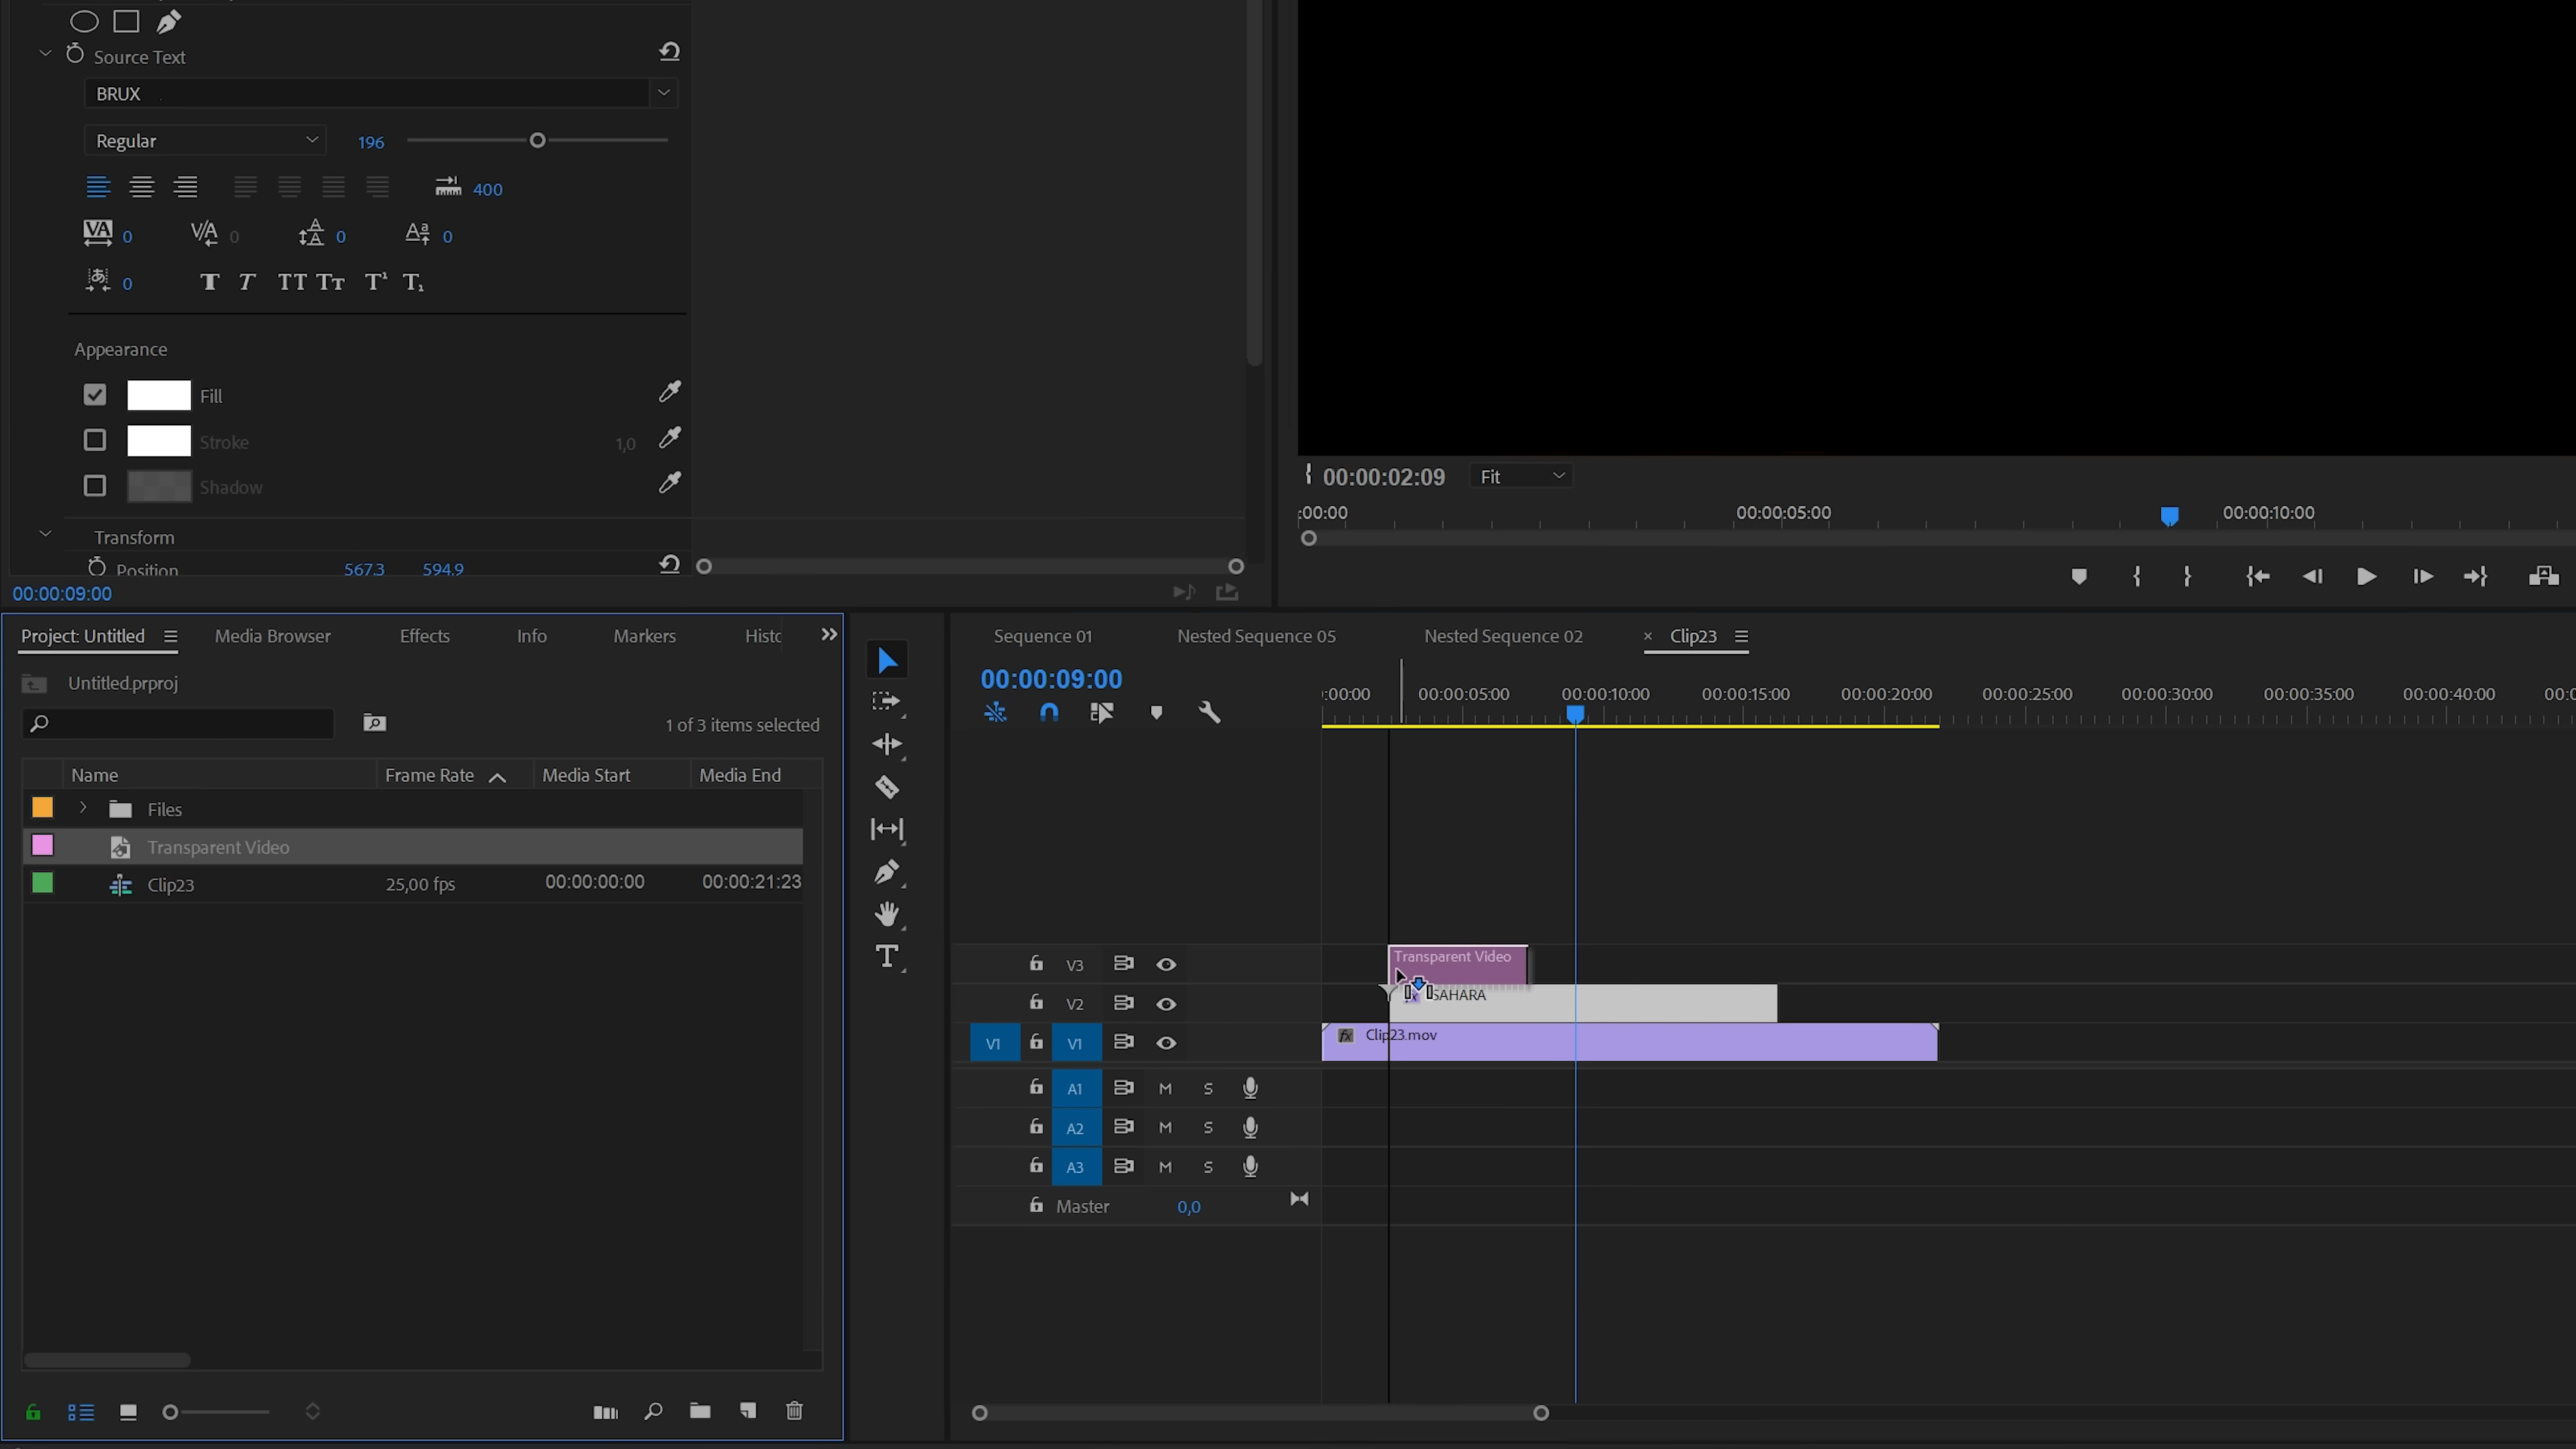 Source Text
BRUX
Regular
196
400
0
0
0
0
0
Appearance
Fill
Stroke
1,0
Shadow
Transform
Position
567,3
594,9
00:00:09:00
00:00:02:09
Fit
:00:00
00:00:05:00
00:00:10:00
Project: Untitled
Media Browser
Effects
Info
Markers
Histo
Untitled.prproj
1 of 3 items selected
Name
Frame Rate
Media Start
Media End
Files
Transparent Video
Clip23
25,00 fps
00:00:00:00
00:00:21:23
Sequence 01
Nested Sequence 05
Nested Sequence 02
× Clip23
00:00:09:00
:00:00
00:00:05:00
00:00:10:00
00:00:15:00
00:00:20:00
00:00:25:00
00:00:30:00
00:00:35:00
00:00:40:00
00:0
V3
Transparent Video
V2
SAHARA
V1
V1
fx
Clip23.mov
A1
M
S
A2
M
S
A3
M
S
Master
0,0